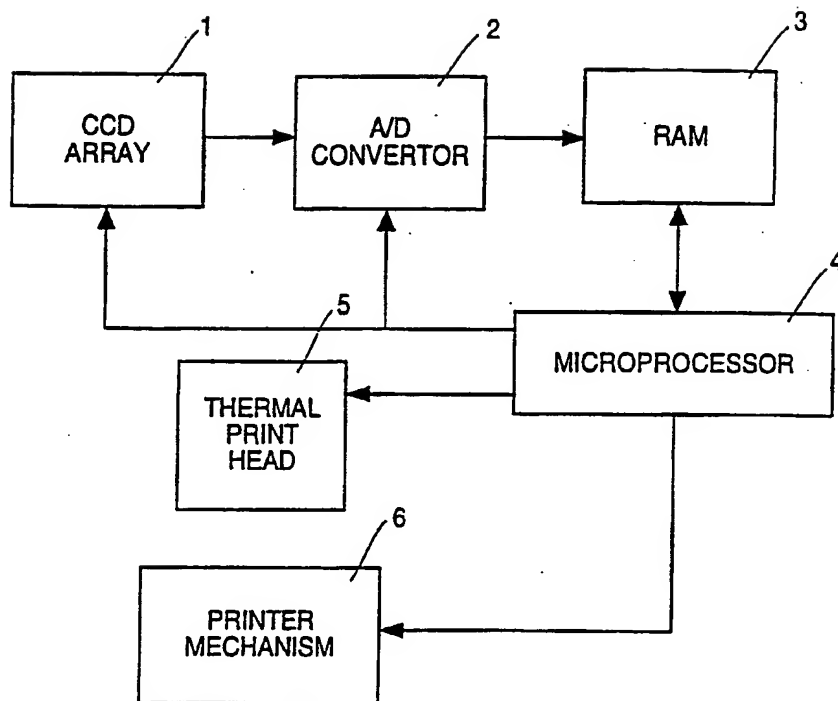 1
CCD
ARRAY
2
A/D
CONVERTOR
3
RAM
4
MICROPROCESSOR
5
THERMAL
PRINT
HEAD
6
PRINTER
MECHANISM